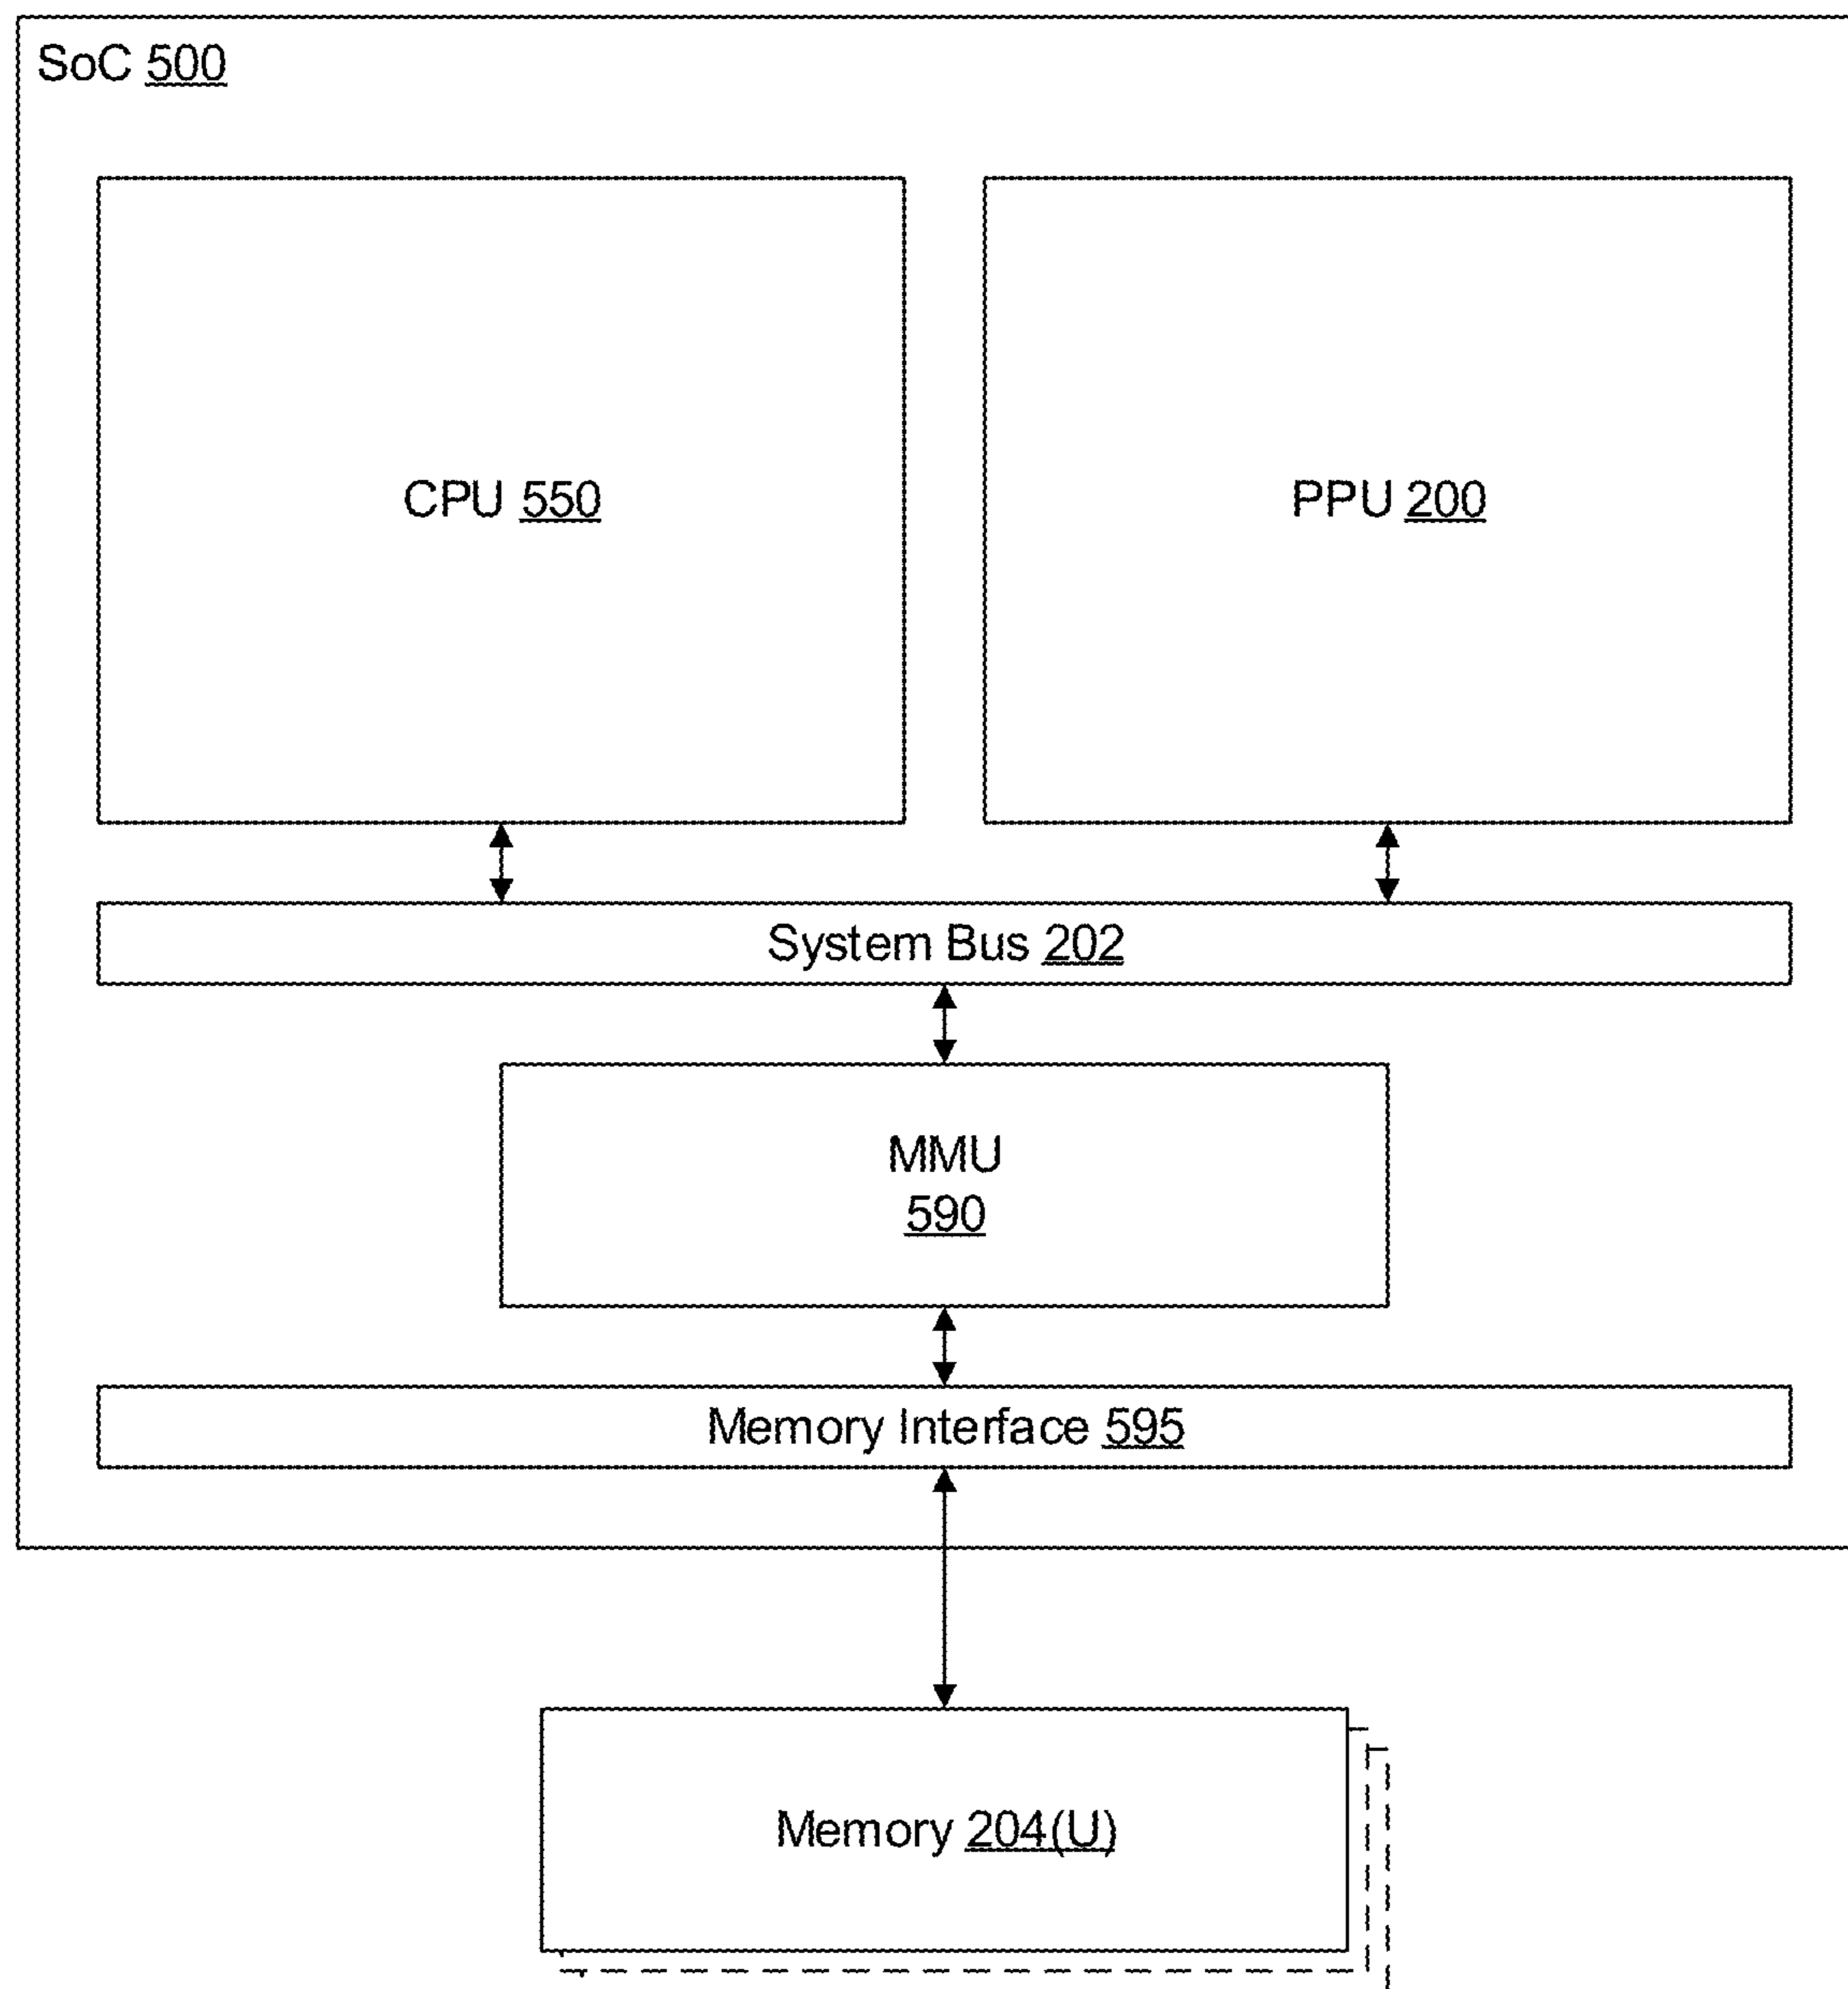 SoC 500
CPU 550
PPU 200
System Bus 202
MMU
590
Memory Interface 595
Memory 204(U)